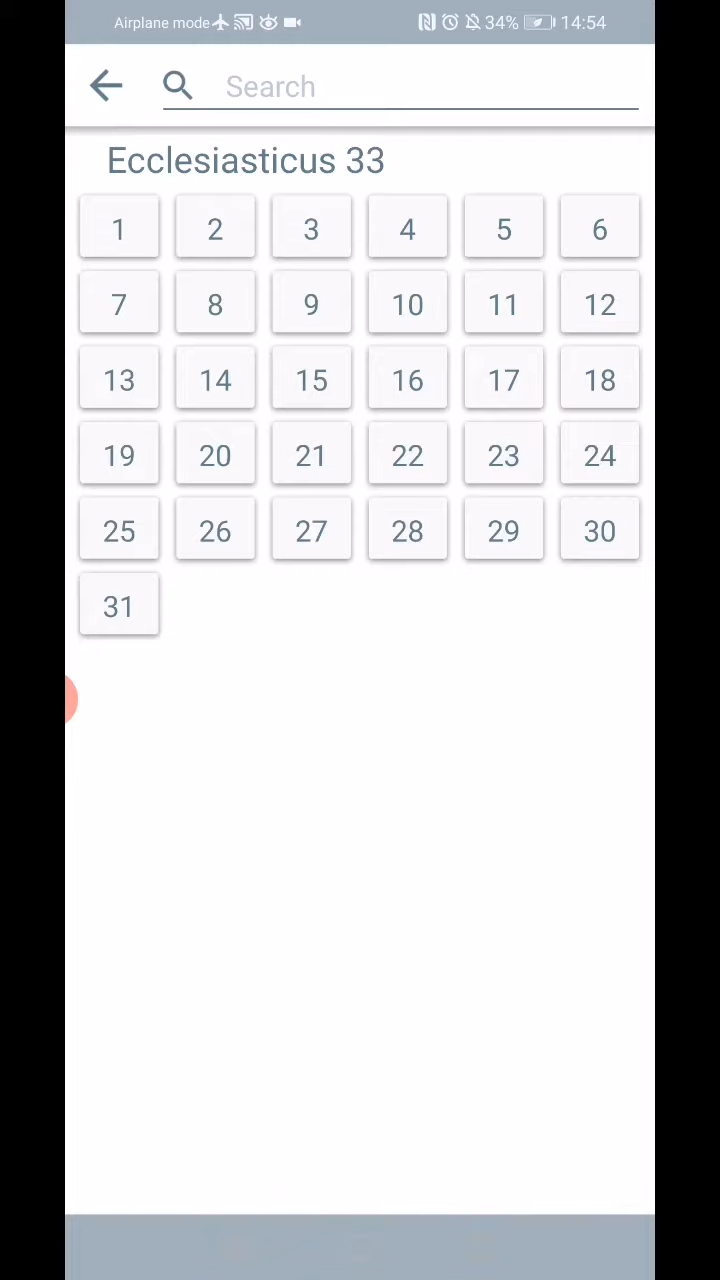 Airplane mode 34% 14:54
Search
Ecclesiasticus 33
1 2 3 4 5 6
7 8 9 10 11 12
13 14 15 16 17 18
19 20 21 22 23 24
25 26 27 28 29 30
31